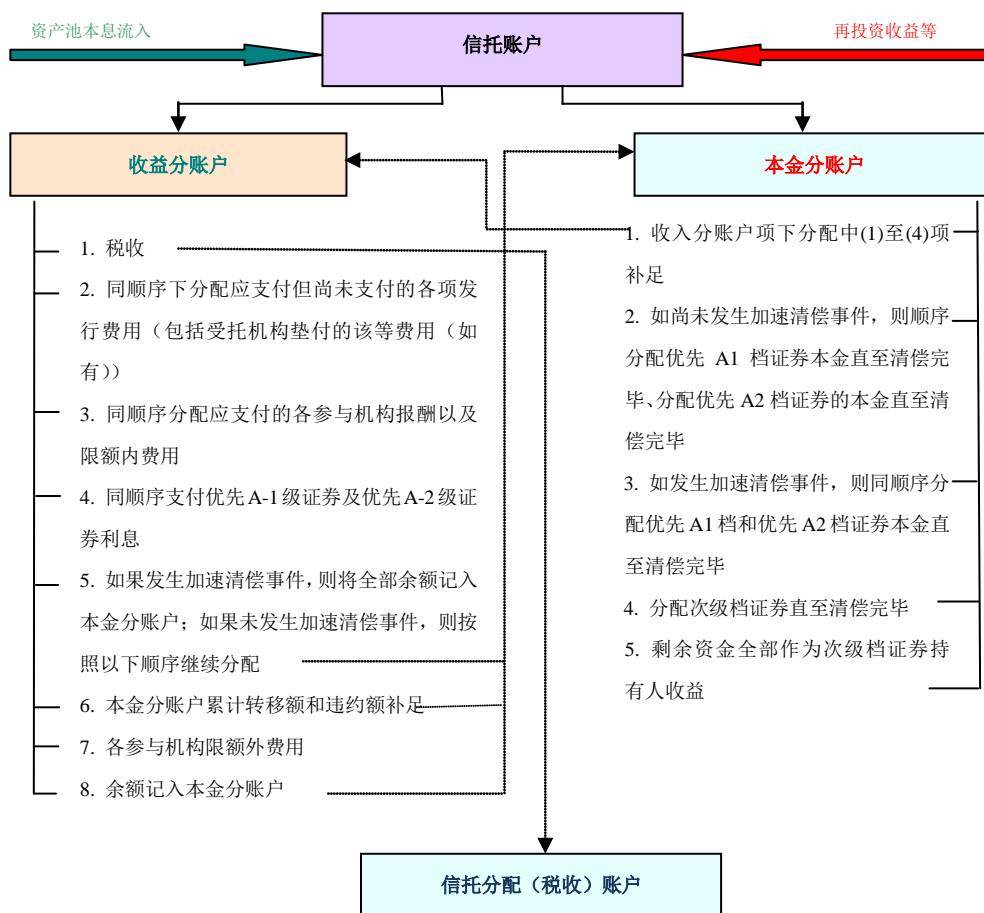 资产池本息流入
信托账户
再投资收益等
收益分账户
1. 税收
2. 同顺序下分配应支付但尚未支付的各项发
行费用（包括受托机构垫付的该等费用（如
有））
3. 同顺序分配应支付的各参与机构报酬以及
限额内费用
4. 同顺序支付优先 A-1 级证券及优先 A-2 级证
券利息
5. 如果发生加速清偿事件，则将全部余额记入
本金分账户；如果未发生加速清偿事件，则按
照以下顺序继续分配
6. 本金分账户累计转移额和违约额补足
7. 各参与机构限额外费用
8. 余额记入本金分账户
本金分账户
1. 收入分账户项下分配中(1)至(4)项
补足
2. 如尚未发生加速清偿事件，则顺序
分配优先 A1 档证券本金直至清偿完
毕、分配优先 A2 档证券的本金直至清
偿完毕
3. 如发生加速清偿事件，则同顺序分
配优先 A1 档和优先 A2 档证券本金直
至清偿完毕
4. 分配次级档证券直至清偿完毕
5. 剩余资金全部作为次级档证券持
有人收益
信托分配（税收）账户